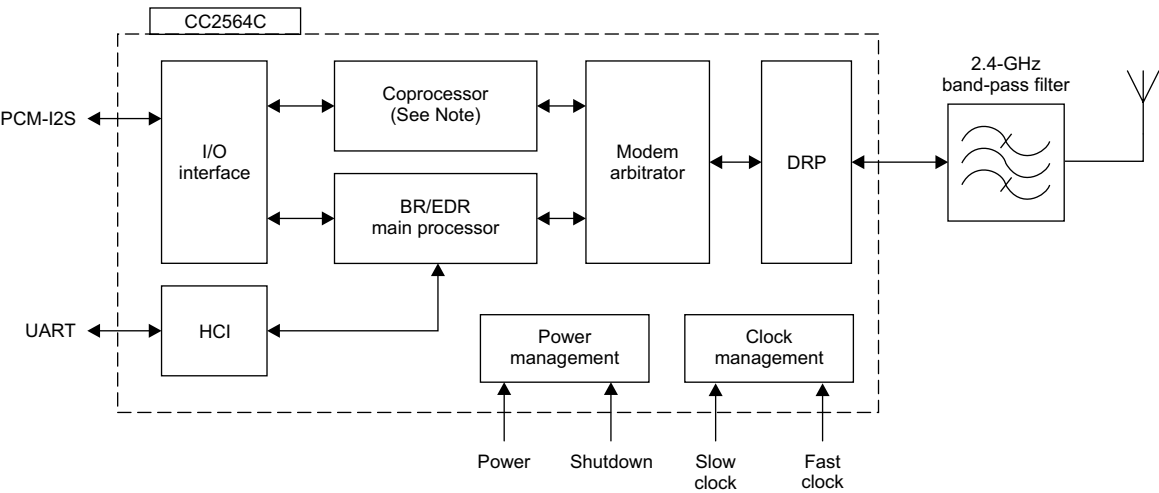 CC2564C
2.4-GHz
band-pass filter
PCM-I2S
I/O
interface
Coprocessor
(See Note)
Modem
arbitrator
DRP
BR/EDR
main processor
UART
HCI
Power
management
Clock
management
Power
Shutdown
Slow
clock
Fast
clock